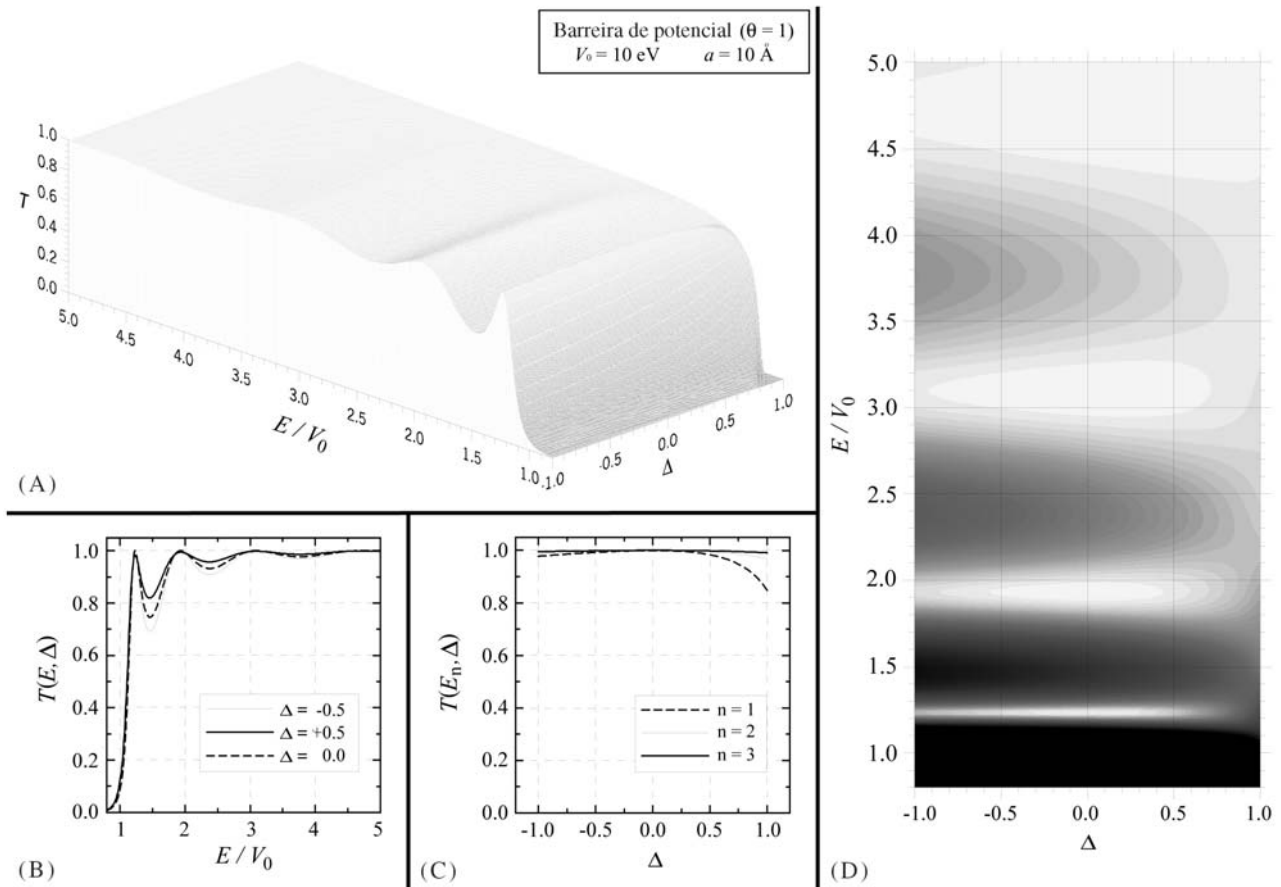 Barreira de potencial (θ = 1)
V₀ = 10 eV a = 10 Å
1.0
0.8
0.6
0.4
0.2
0.0
T
5.0
4.5
4.0
3.5
3.0
2.5
2.0
1.5
1.0
E / V₀
-1.0
-0.5
0.0
0.5
1.0
Δ
(A)
1.0
0.8
0.6
0.4
0.2
0.0
T(E, Δ)
Δ = -0.5
Δ = +0.5
Δ = 0.0
1 2 3 4 5
E / V₀
(B)
1.0
0.8
0.6
0.4
0.2
0.0
T(Eₙ, Δ)
n = 1
n = 2
n = 3
-1.0 -0.5 0.0 0.5 1.0
Δ
(C)
5.0
4.5
4.0
3.5
3.0
2.5
2.0
1.5
1.0
E / V₀
-1.0 -0.5 0.0 0.5 1.0
Δ
(D)